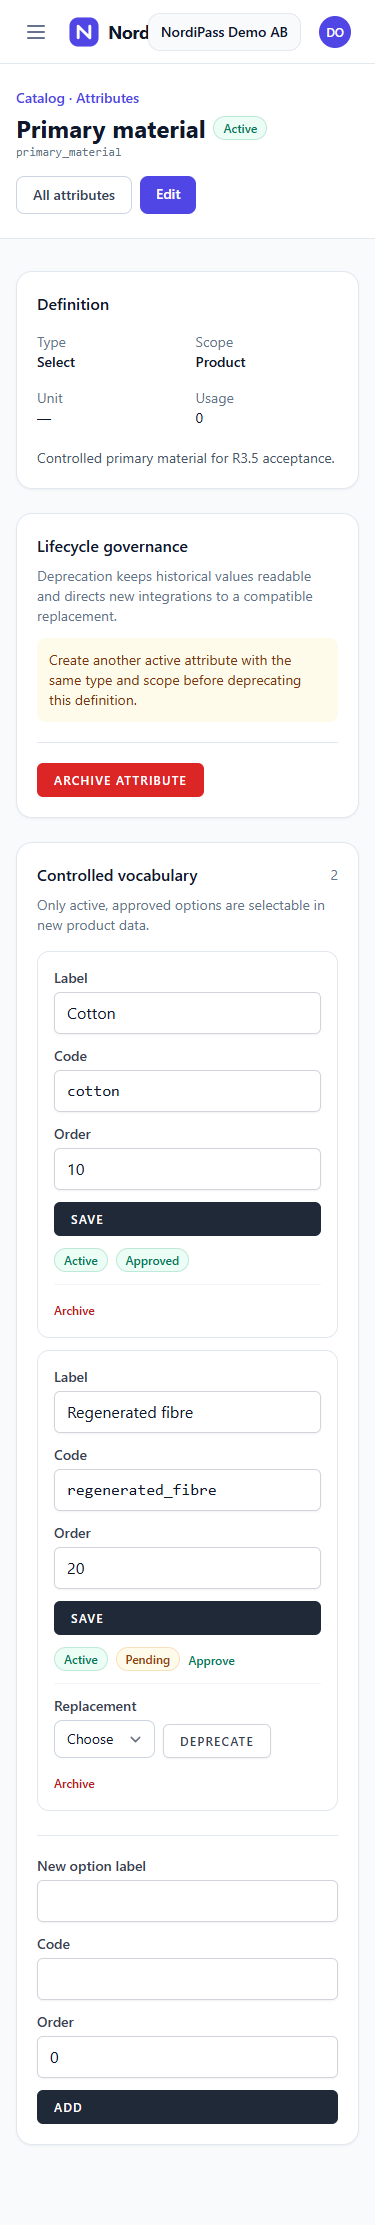 Nord
NordiPass Demo AB
DO
Catalog · Attributes
Primary material
Active
primary_material
All attributes
Edit
Definition
Type
Scope
Select
Product
Unit
Usage
—
0
Controlled primary material for R3.5 acceptance.
Lifecycle governance
Deprecation keeps historical values readable
and directs new integrations to a compatible
replacement.
Create another active attribute with the
same type and scope before deprecating
this definition.
ARCHIVE ATTRIBUTE
Controlled vocabulary
2
Only active, approved options are selectable in
new product data.
Label
Cotton
Code
cotton
Order
10
SAVE
Active
Approved
Archive
Label
Regenerated fibre
Code
regenerated_fibre
Order
20
SAVE
Active
Pending
Approve
Replacement
Choose
DEPRECATE
Archive
New option label
Code
Order
0
ADD